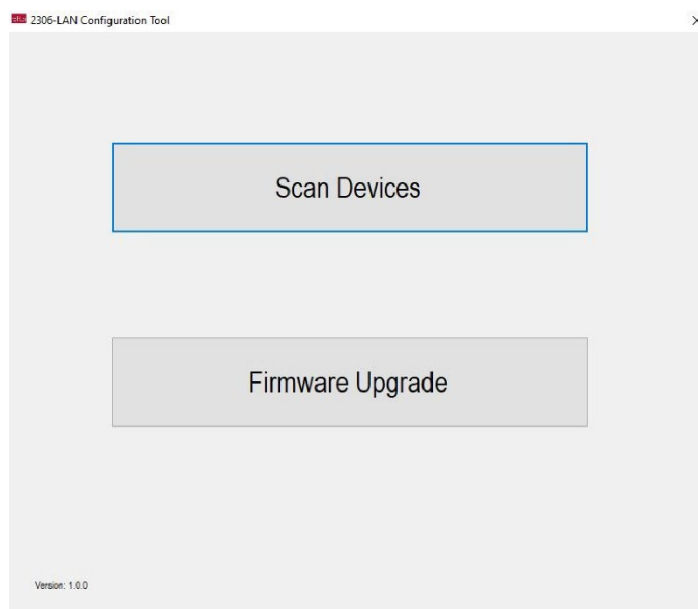 2306-LAN Configuration Tool
Scan Devices
Firmware Upgrade
Version: 1.0.0